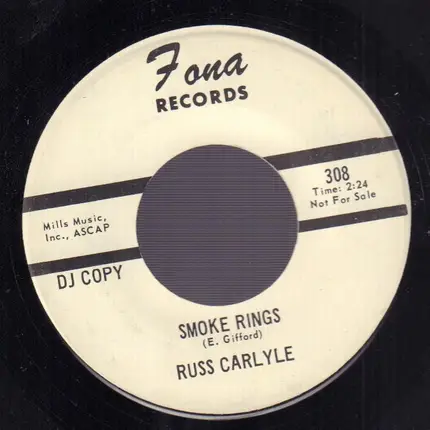 Fona
RECORDS
308
Time: 2:24
Not For Sale
Mills Music,
Inc., ASCAP
DJ COPY
SMOKE RINGS
(E. Gifford)
RUSS CARLYLE